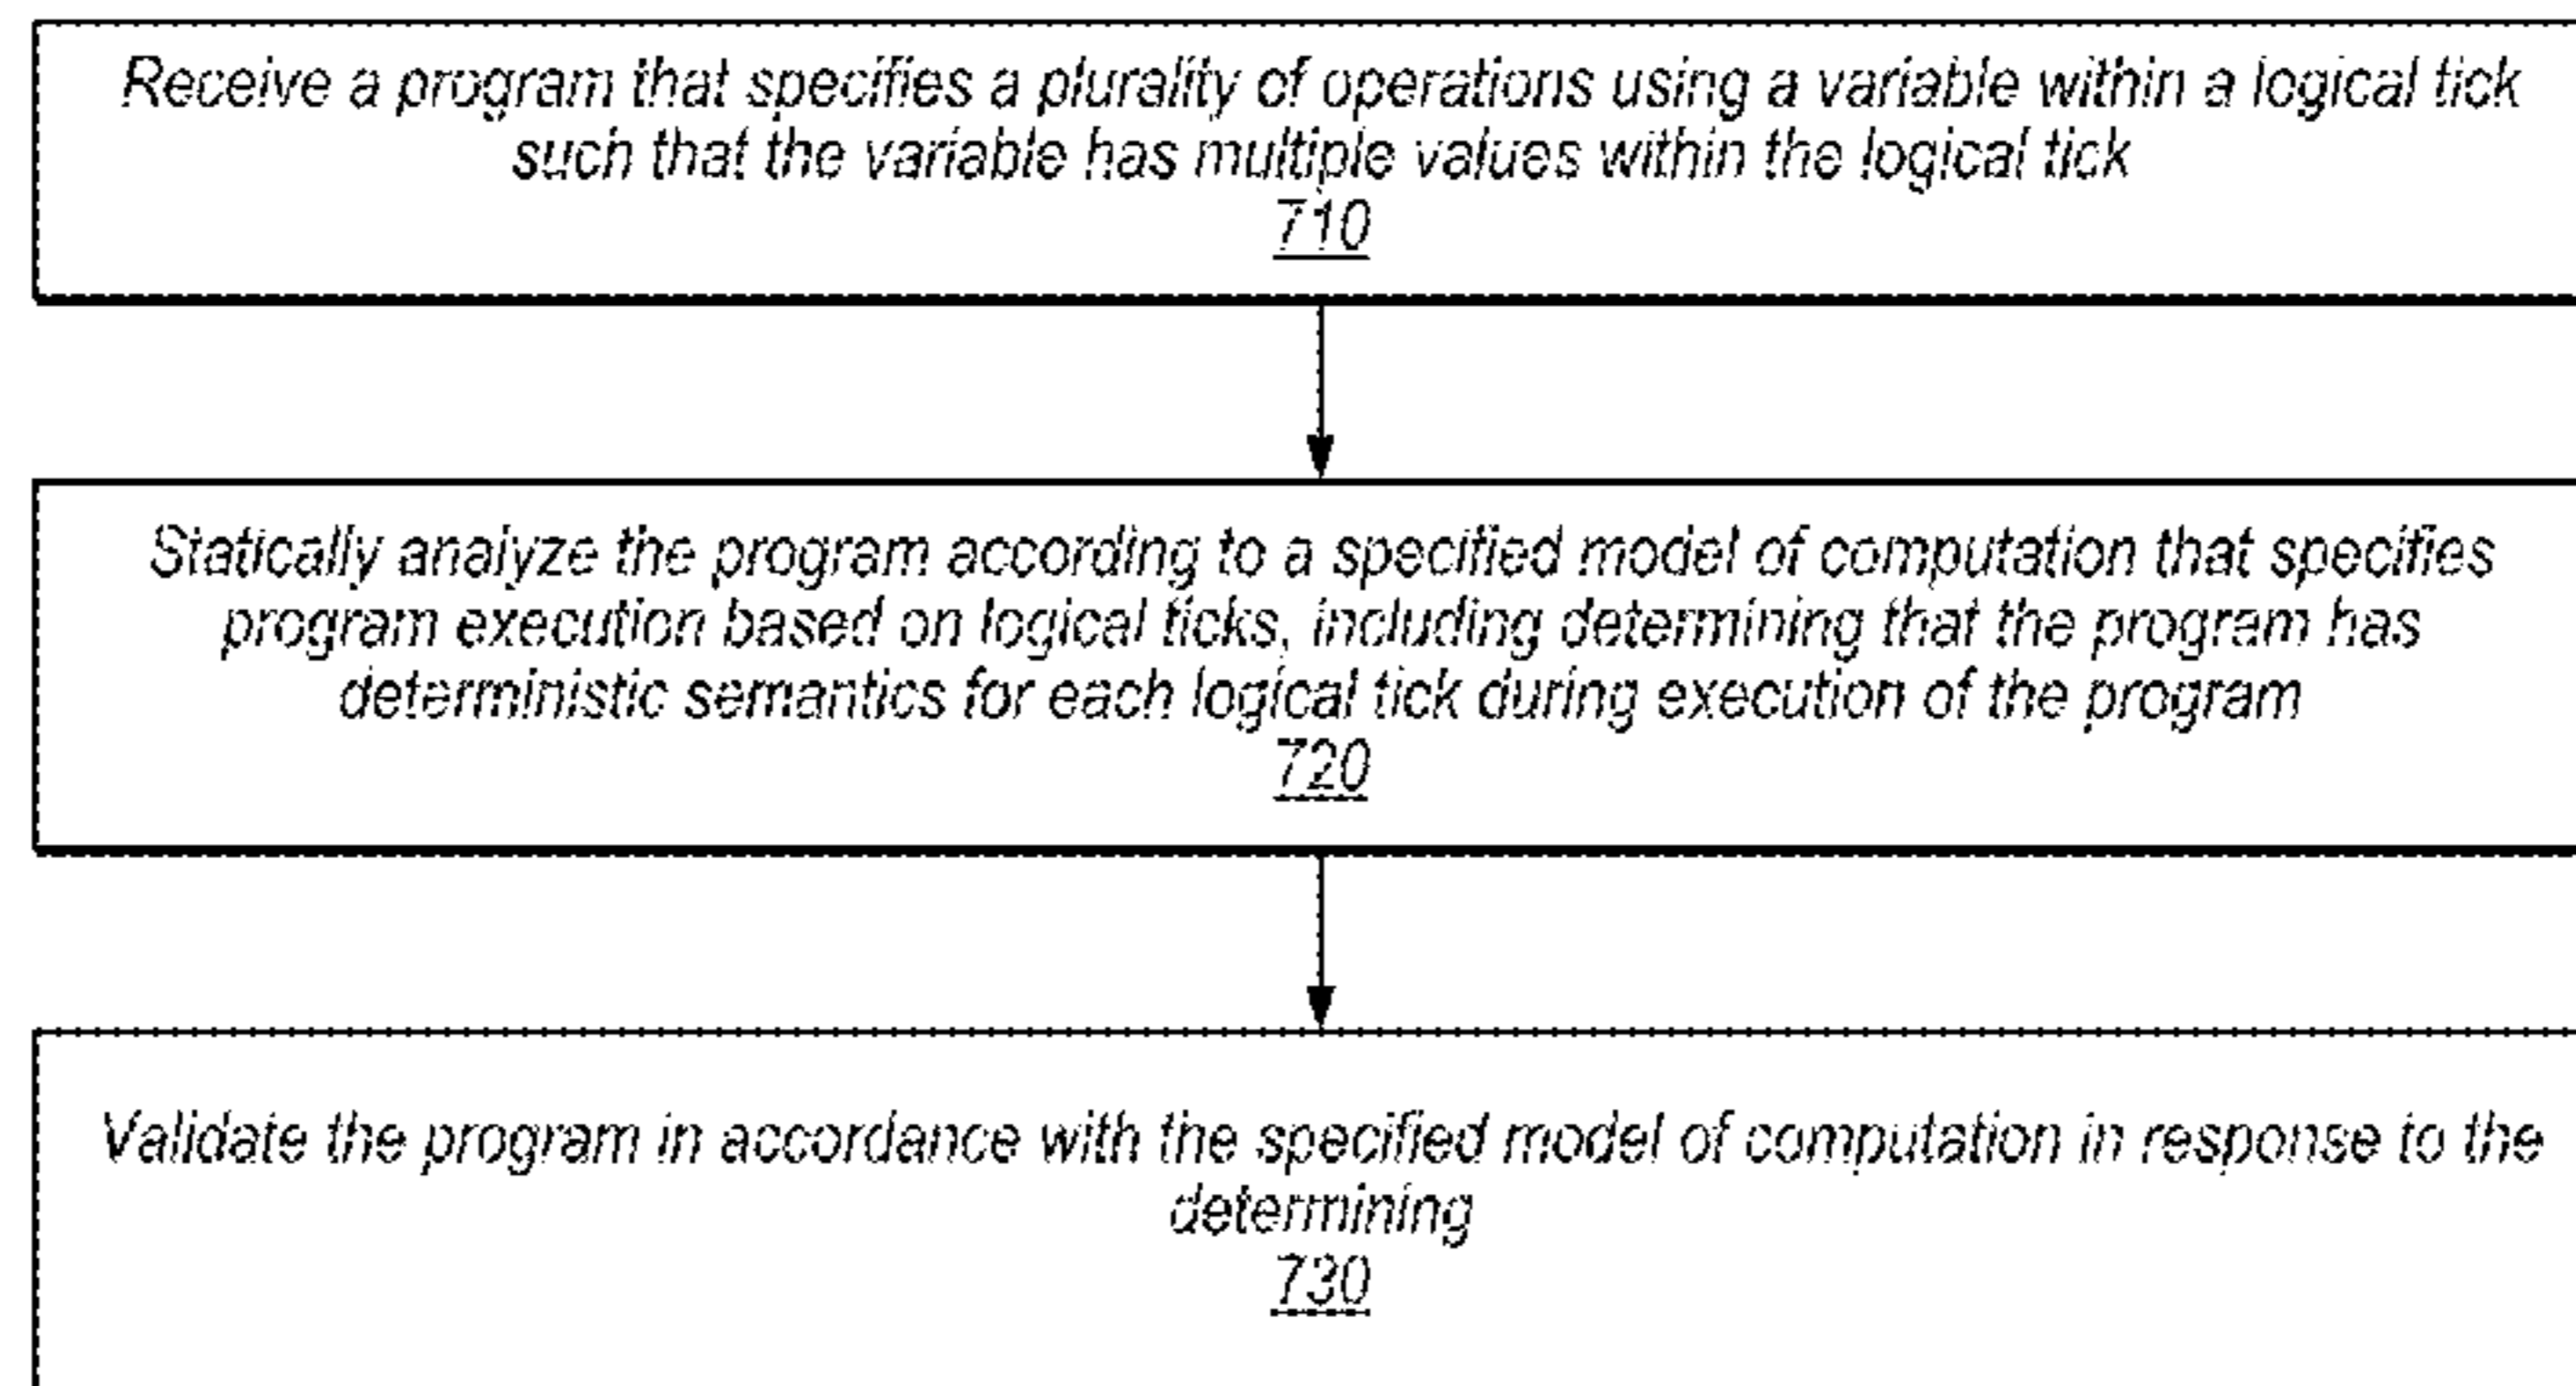 Receive a program that specifies a plurality of operations using a variable within a logical tick
such that the variable has multiple values within the logical tick
710
Statically analyze the program according to a specified model of computation that specifies
program execution based on logical ticks, including determining that the program has
deterministic semantics for each logical tick during execution of the program
720
Validate the program in accordance with the specified model of computation in response to the
determining
730